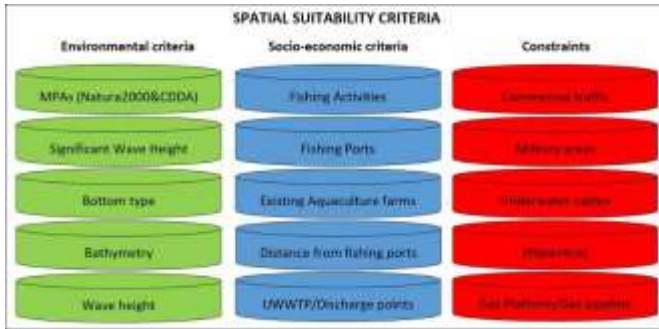 SPATIAL SUITABILITY CRITERIA
Environmental criteria
Socio-economic criteria
Constraints
MPAs (Natura2000&CDDA)
Fishing Activities
Commercial traffic
Significant Wave Height
Fishing Ports
Military areas
Bottom type
Existing Aquaculture farms
Underwater cables
Bathymetry
Distance from fishing ports
Wave height
UWWTP/Discharge points
Gas Platforms/Gas pipeline